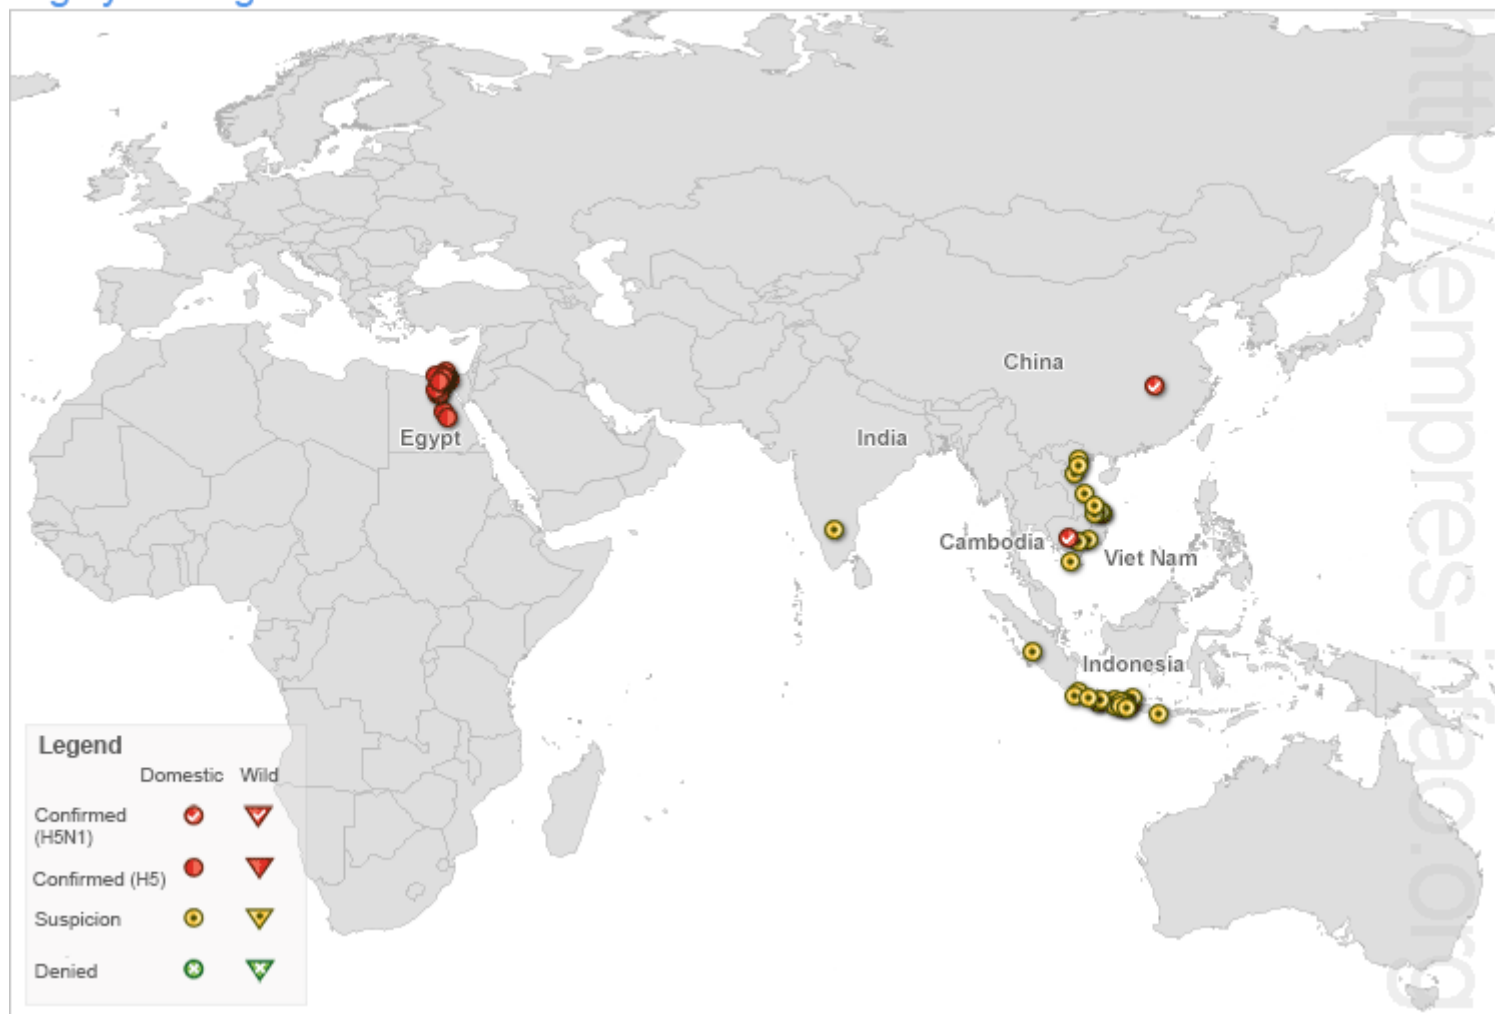 China
India
Egypt
Cambodia
Viet Nam
Indonesia
Legend
Domestic Wild
Confirmed
(H5N1)
Confirmed (H5)
Suspicion
Denied
http://empres-i.fao.org